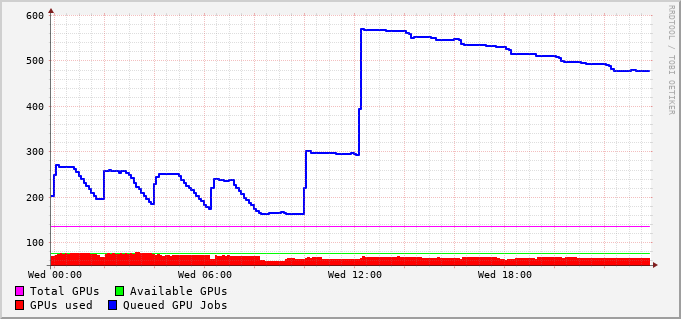 600
500
400
300
200
100
Wed 00:00 Wed 06:00 Wed 12:00 Wed 18:00
Total GPUs Available GPUs
GPUs used Queued GPU Jobs
RRDTOOL / TOBI OETIKER